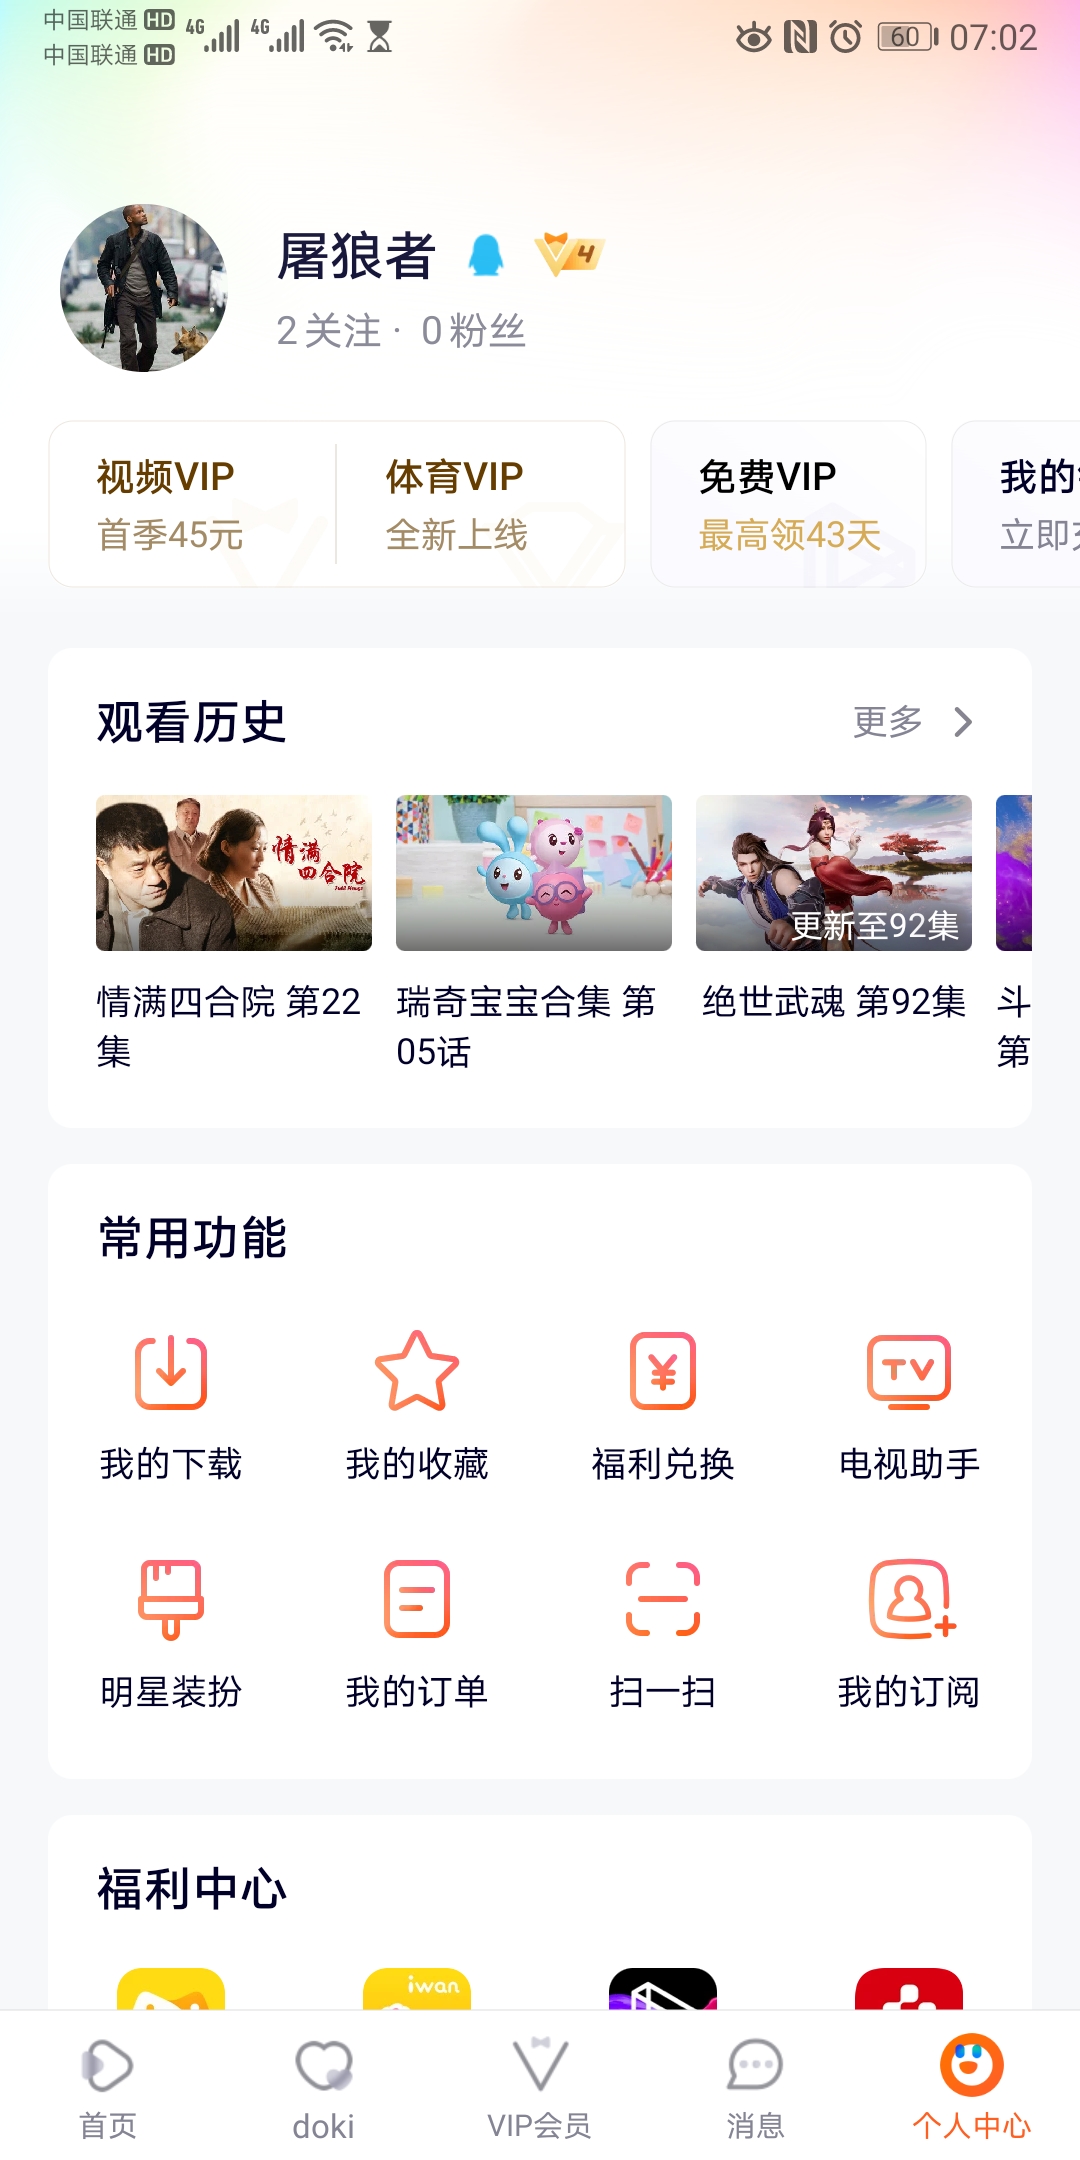 中国联通 HD 4G 4G
中国联通 HD
60 07:02
屠狼者 4
2关注 · 0粉丝
视频VIP 体育VIP 免费VIP 我的
首季45元 全新上线 最高领43天 立即
观看历史 更多
情满
四合院
更新至92集
情满四合院 第22
集
瑞奇宝宝合集 第
05话
绝世武魂 第92集
斗
第
常用功能
TV
我的下载 我的收藏 福利兑换 电视助手
明星装扮 我的订单 扫一扫 我的订阅
福利中心
iwan
首页 doki VIP会员 消息 个人中心